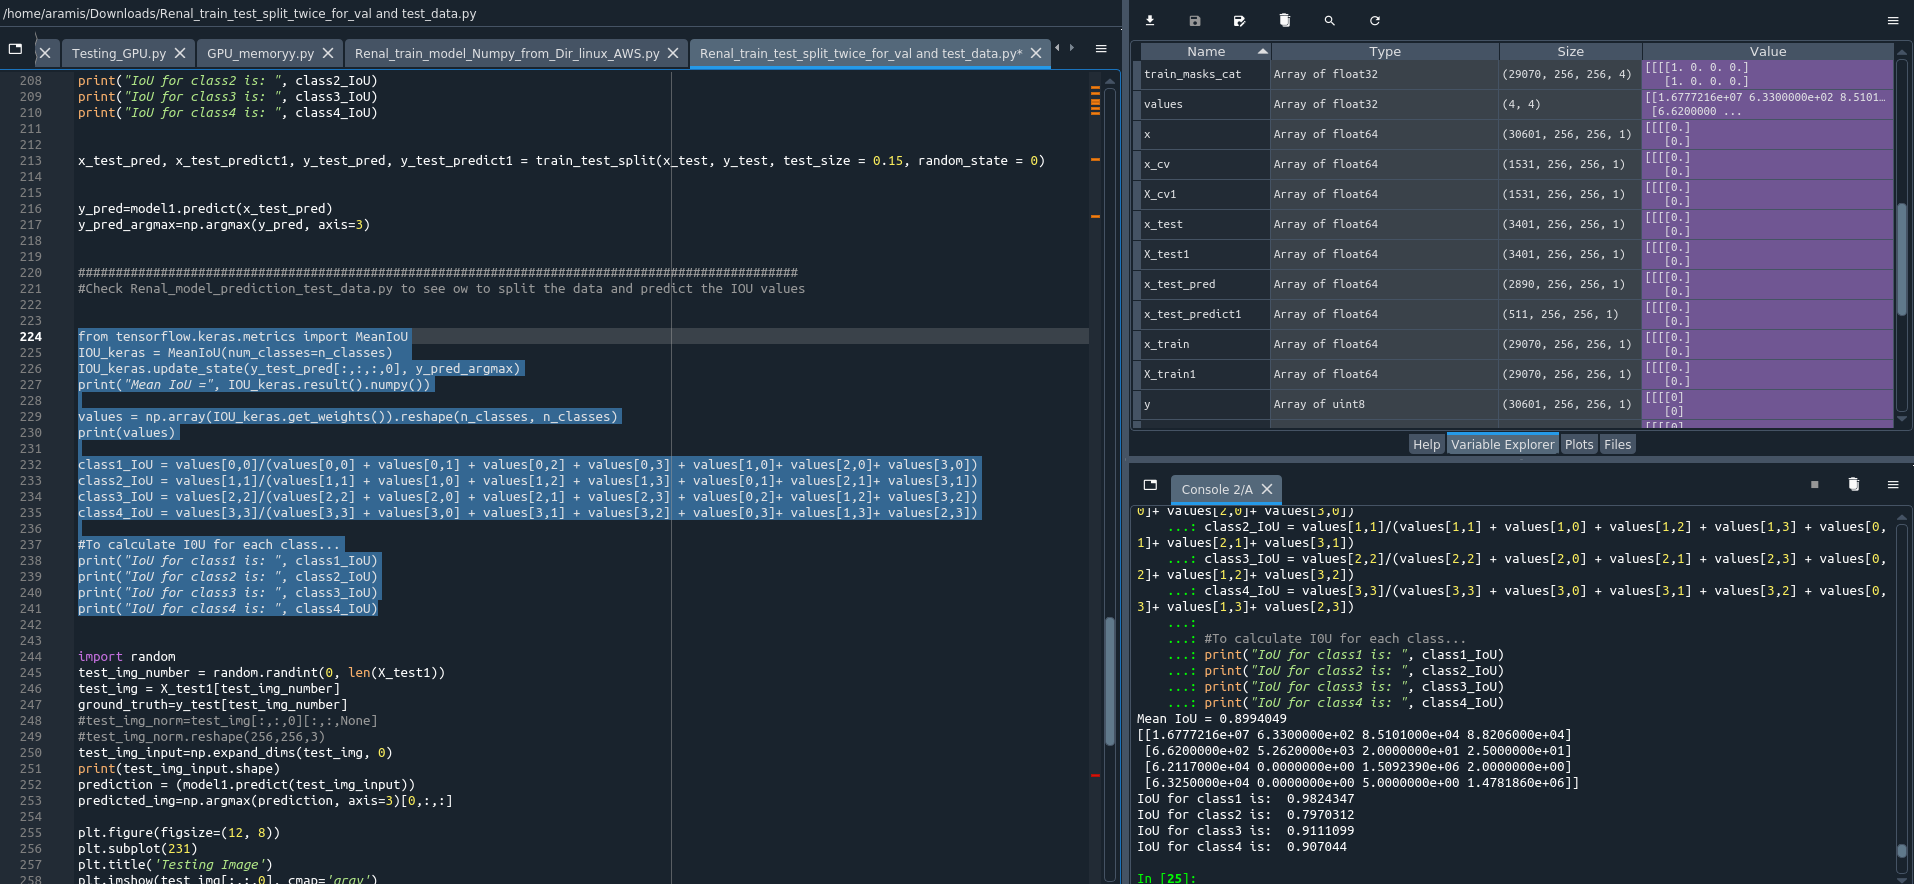 /home/aramis/Downloads/Renal_train_test_split_twice_for_val and test_data.py
Testing_GPU.py
GPU_memoryy.py
Renal_train_model_Numpy_from_Dir_linux_AWS.py
Renal_train_test_split_twice_for_val and test_data.py*
208 print("IoU for class2 is: ", class2_IoU)
209 print("IoU for class3 is: ", class3_IoU)
210 print("IoU for class4 is: ", class4_IoU)
211
212
213 x_test_pred, x_test_predict1, y_test_pred, y_test_predict1 = train_test_split(x_test, y_test, test_size = 0.15, random_state = 0)
214
215
216 y_pred=model1.predict(x_test_pred)
217 y_pred_argmax=np.argmax(y_pred, axis=3)
218
219
220 ################################################################################################
221 #Check Renal_model_prediction_test_data.py to see ow to split the data and predict the IOU values
222
223
224 from tensorflow.keras.metrics import MeanIoU
225 IOU_keras = MeanIoU(num_classes=n_classes)
226 IOU_keras.update_state(y_test_pred[:,:,:,0], y_pred_argmax)
227 print("Mean IoU =", IOU_keras.result().numpy())
228
229 values = np.array(IOU_keras.get_weights()).reshape(n_classes, n_classes)
230 print(values)
231
232 class1_IoU = values[0,0]/(values[0,0] + values[0,1] + values[0,2] + values[0,3] + values[1,0]+ values[2,0]+ values[3,0])
233 class2_IoU = values[1,1]/(values[1,1] + values[1,0] + values[1,2] + values[1,3] + values[0,1]+ values[2,1]+ values[3,1])
234 class3_IoU = values[2,2]/(values[2,2] + values[2,0] + values[2,1] + values[2,3] + values[0,2]+ values[1,2]+ values[3,2])
235 class4_IoU = values[3,3]/(values[3,3] + values[3,0] + values[3,1] + values[3,2] + values[0,3]+ values[1,3]+ values[2,3])
236
237 #To calculate I0U for each class...
238 print("IoU for class1 is: ", class1_IoU)
239 print("IoU for class2 is: ", class2_IoU)
240 print("IoU for class3 is: ", class3_IoU)
241 print("IoU for class4 is: ", class4_IoU)
242
243
244 import random
245 test_img_number = random.randint(0, len(X_test1))
246 test_img = X_test1[test_img_number]
247 ground_truth=y_test[test_img_number]
248 #test_img_norm=test_img[:,:,0][:,:,None]
249 #test_img_norm.reshape(256,256,3)
250 test_img_input=np.expand_dims(test_img, 0)
251 print(test_img_input.shape)
252 prediction = (model1.predict(test_img_input))
253 predicted_img=np.argmax(prediction, axis=3)[0,:,:]
254
255 plt.figure(figsize=(12, 8))
256 plt.subplot(231)
257 plt.title('Testing Image')
258 plt.imshow(test_img[:,:,0], cmap='gray')
Name Type Size Value
train_masks_cat Array of float32 (29070, 256, 256, 4) [[[[1. 0. 0. 0.]
[1. 0. 0. 0.]
values Array of float32 (4, 4) [[1.6777216e+07 6.3300000e+02 8.5101…
[6.6200000 ...
x Array of float64 (30601, 256, 256, 1) [[[[0.]
[0.]
x_cv Array of float64 (1531, 256, 256, 1) [[[[0.]
[0.]
X_cv1 Array of float64 (1531, 256, 256, 1) [[[[0.]
[0.]
x_test Array of float64 (3401, 256, 256, 1) [[[[0.]
[0.]
X_test1 Array of float64 (3401, 256, 256, 1) [[[[0.]
[0.]
x_test_pred Array of float64 (2890, 256, 256, 1) [[[[0.]
[0.]
x_test_predict1 Array of float64 (511, 256, 256, 1) [[[[0.]
[0.]
x_train Array of float64 (29070, 256, 256, 1) [[[[0.]
[0.]
X_train1 Array of float64 (29070, 256, 256, 1) [[[[0.]
[0.]
y Array of uint8 (30601, 256, 256, 1) [[[[0]
[0]
[[[[0]
Help Variable Explorer Plots Files
Console 2/A
0]+ values[2,0]+ values[3,0])
...: class2_IoU = values[1,1]/(values[1,1] + values[1,0] + values[1,2] + values[1,3] + values[0,
1]+ values[2,1]+ values[3,1])
...: class3_IoU = values[2,2]/(values[2,2] + values[2,0] + values[2,1] + values[2,3] + values[0,
2]+ values[1,2]+ values[3,2])
...: class4_IoU = values[3,3]/(values[3,3] + values[3,0] + values[3,1] + values[3,2] + values[0,
3]+ values[1,3]+ values[2,3])
...:
...: #To calculate I0U for each class...
...: print("IoU for class1 is: ", class1_IoU)
...: print("IoU for class2 is: ", class2_IoU)
...: print("IoU for class3 is: ", class3_IoU)
...: print("IoU for class4 is: ", class4_IoU)
Mean IoU = 0.8994049
[[1.6777216e+07 6.3300000e+02 8.5101000e+04 8.8206000e+04]
[6.6200000e+02 5.2620000e+03 2.0000000e+01 2.5000000e+01]
[6.2117000e+04 0.0000000e+00 1.5092390e+06 2.0000000e+00]
[6.3250000e+04 0.0000000e+00 5.0000000e+00 1.4781860e+06]]
IoU for class1 is:  0.9824347
IoU for class2 is:  0.7970312
IoU for class3 is:  0.9111099
IoU for class4 is:  0.907044
In [25]: